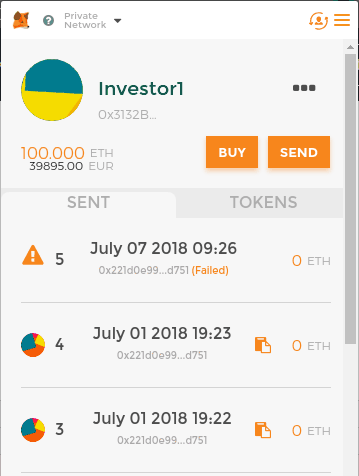 Private
Network
Investor1
0x3132B...
100.000 ETH
39895.00 EUR
BUY
SEND
SENT
TOKENS
5
July 07 2018 09:26
0x221d0e99...d751 (Failed)
0 ETH
4
July 01 2018 19:23
0x221d0e99...d751
0 ETH
3
July 01 2018 19:22
0x221d0e99...d751
0 ETH